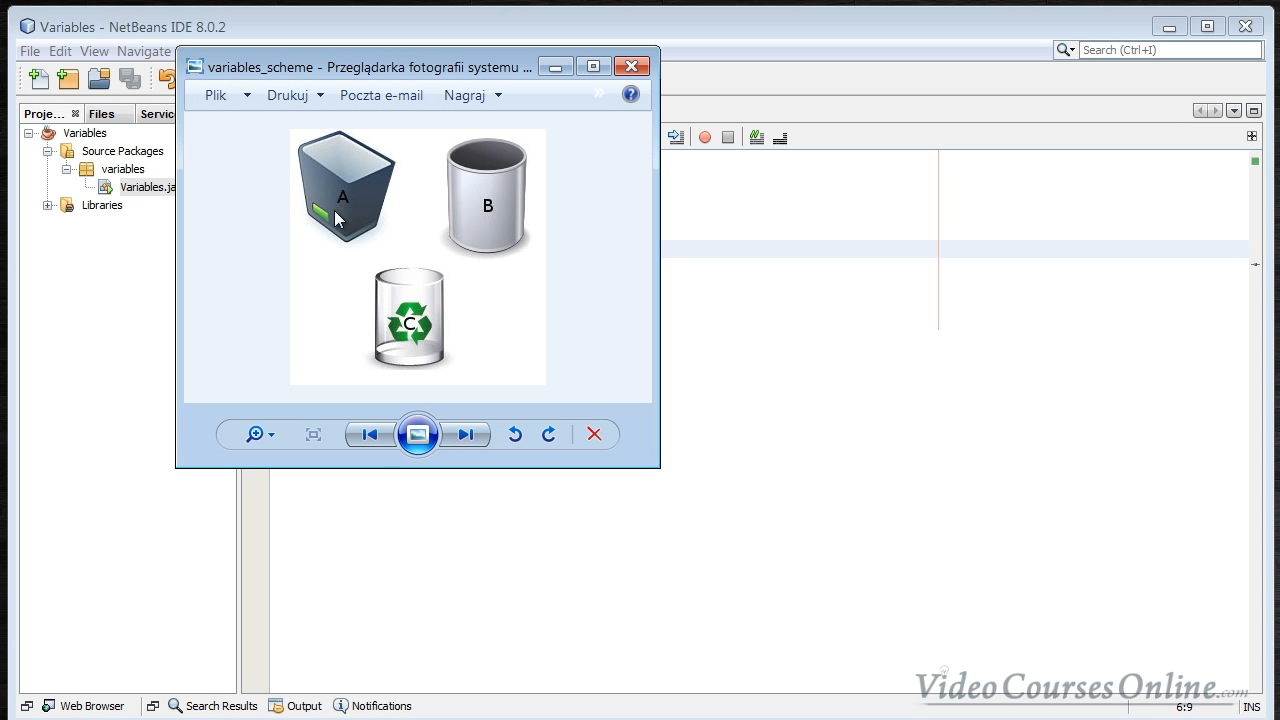 Variables - NetBeans IDE 8.0.2
File Edit View Navigate
Search (Ctrl+I)
variables_scheme - Przeglądarka fotografii systemu ...
Plik Drukuj Poczta e-mail Nagraj
Proje... Files Servic
Variables
Source Packages
variables
Variables.ja
Libraries
A
B
C
Web Browser Search Results Output Notifications
6:9 INS
VideoCoursesOnline.com